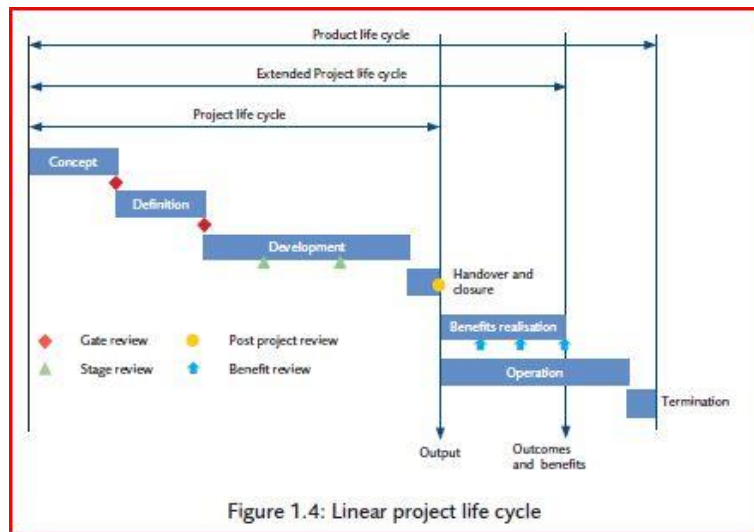 Product life cycle
Extended Project life cycle
Project life cycle
Concept
Definition
Development
Handover and
closure
Benefits realisation
Gate review
Post project review
Stage review
Benefit review
Operation
Termination
Output
Outcomes
and benefits
Figure 1.4: Linear project life cycle